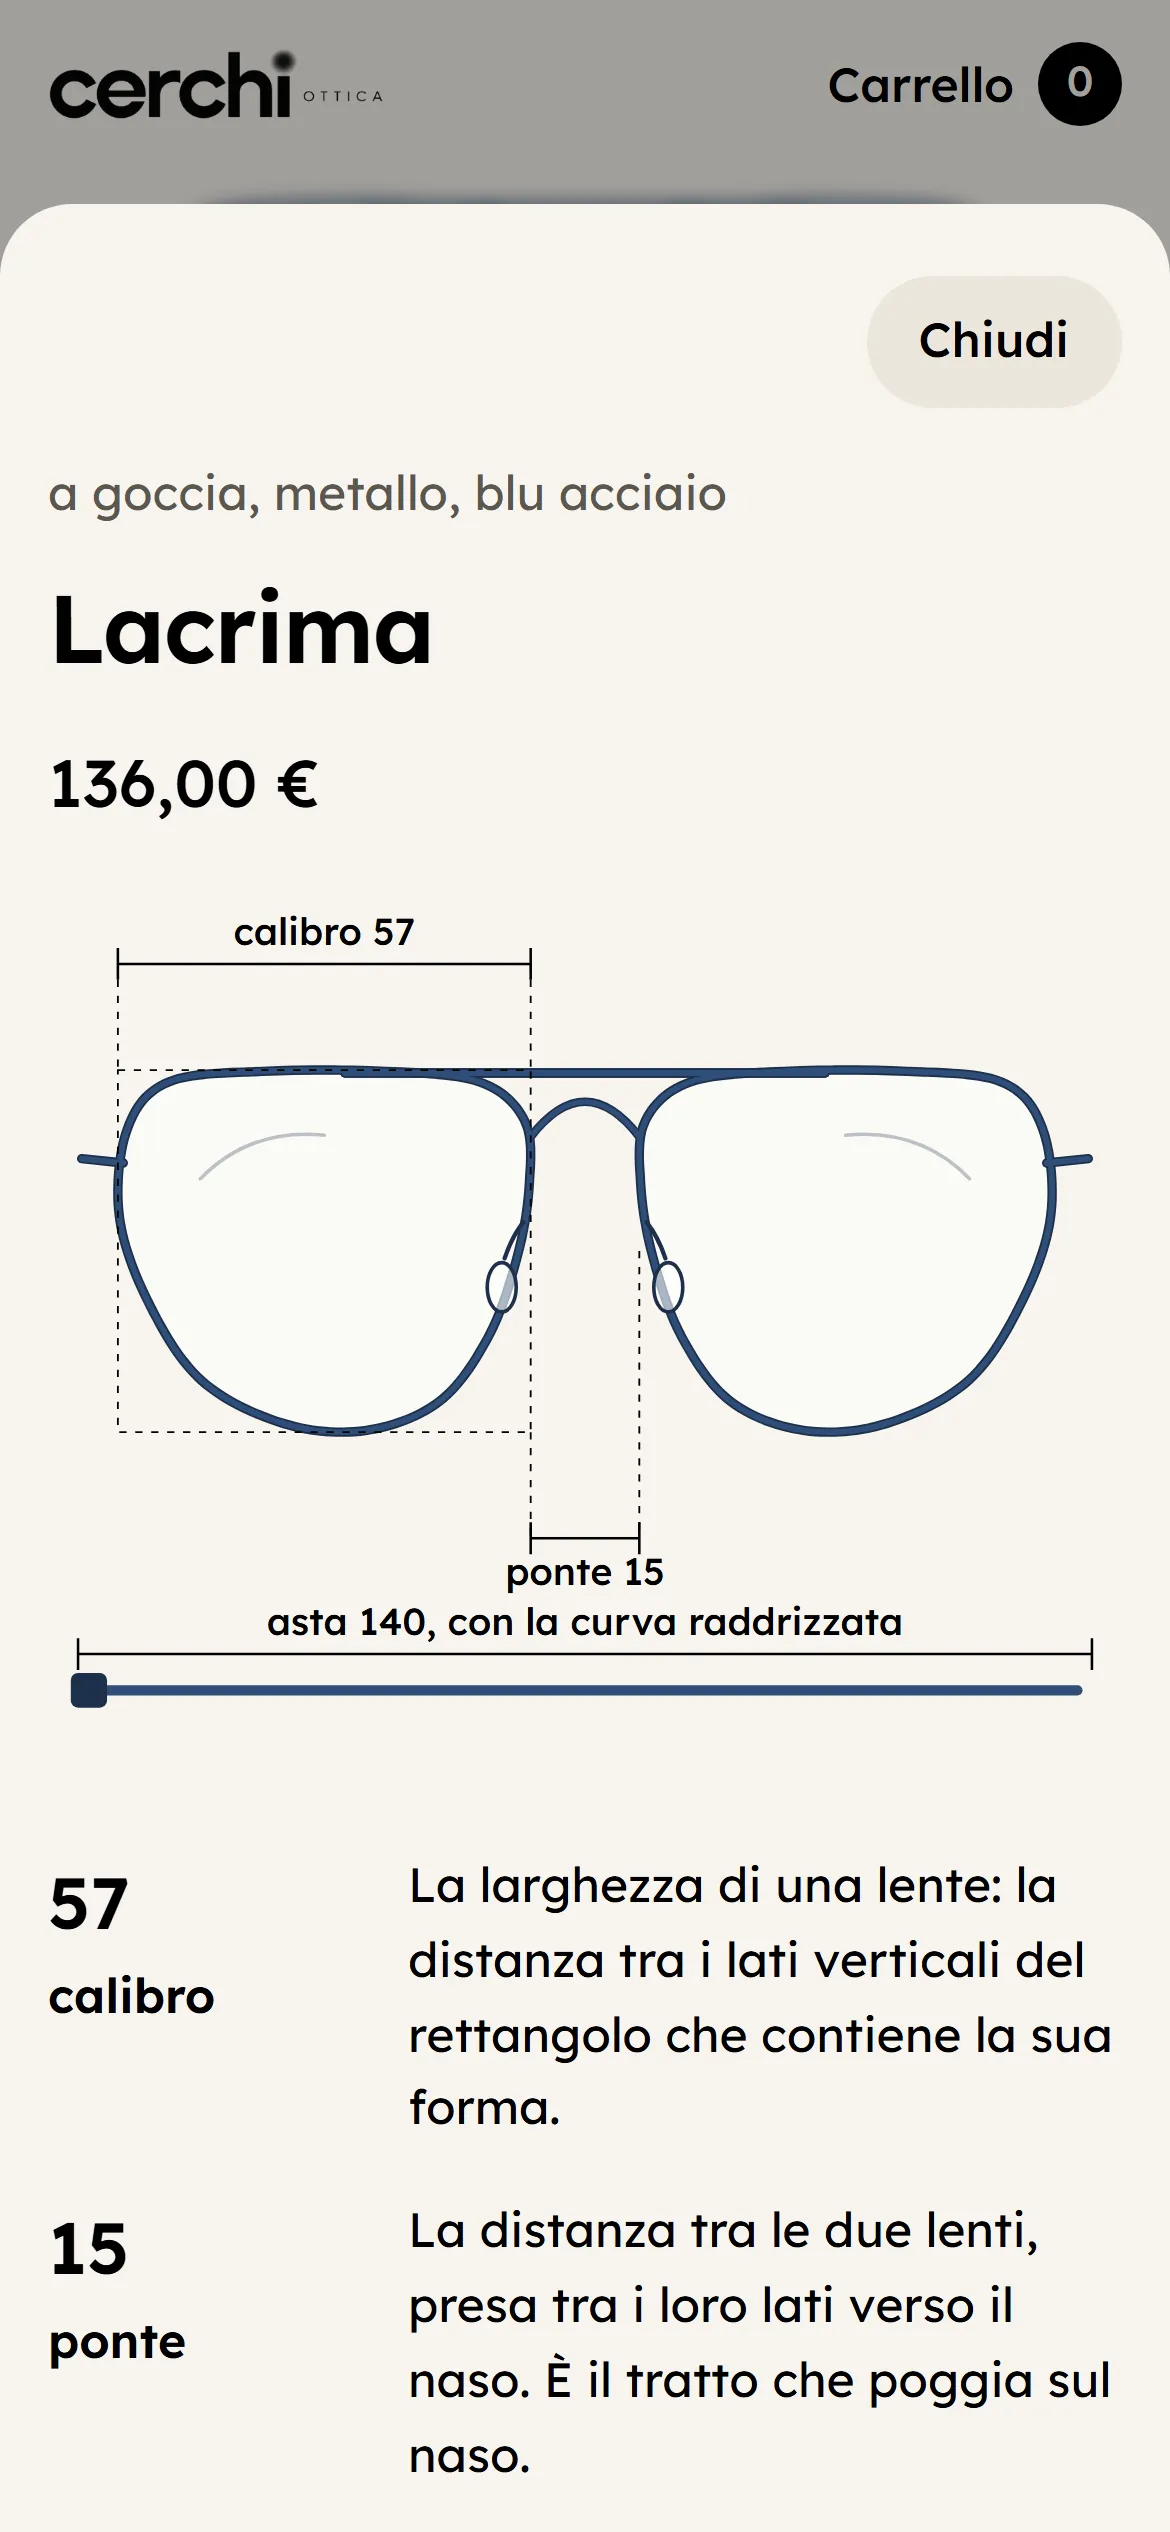 cerchi OTTICA
Carrello 0
Chiudi
a goccia, metallo, blu acciaio
Lacrima
136,00 €
calibro 57
ponte 15
asta 140, con la curva raddrizzata
57
calibro
La larghezza di una lente: la
distanza tra i lati verticali del
rettangolo che contiene la sua
forma.
15
ponte
La distanza tra le due lenti,
presa tra i loro lati verso il
naso. È il tratto che poggia sul
naso.